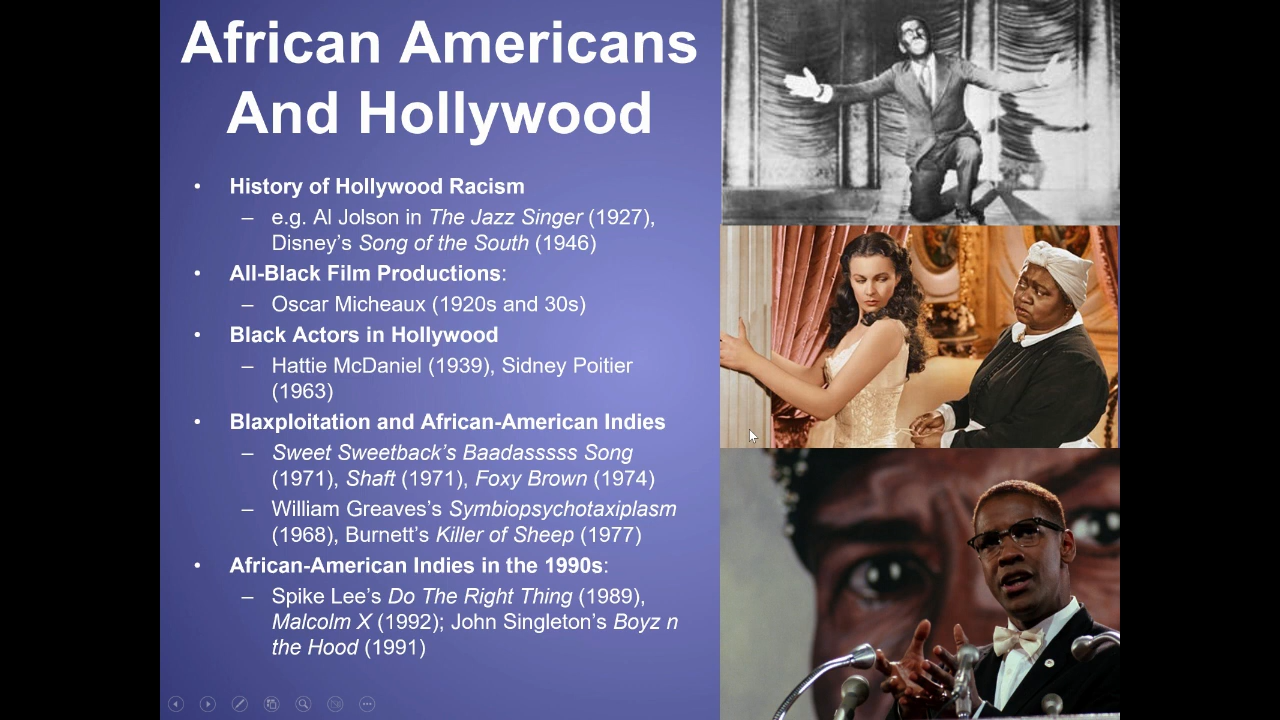 African Americans
And Hollywood
• History of Hollywood Racism
– e.g. Al Jolson in The Jazz Singer (1927),
Disney’s Song of the South (1946)
• All-Black Film Productions:
– Oscar Micheaux (1920s and 30s)
• Black Actors in Hollywood
– Hattie McDaniel (1939), Sidney Poitier
(1963)
• Blaxploitation and African-American Indies
– Sweet Sweetback’s Baadasssss Song
(1971), Shaft (1971), Foxy Brown (1974)
– William Greaves’s Symbiopsychotaxiplasm
(1968), Burnett’s Killer of Sheep (1977)
• African-American Indies in the 1990s:
– Spike Lee’s Do The Right Thing (1989),
Malcolm X (1992); John Singleton’s Boyz n
the Hood (1991)